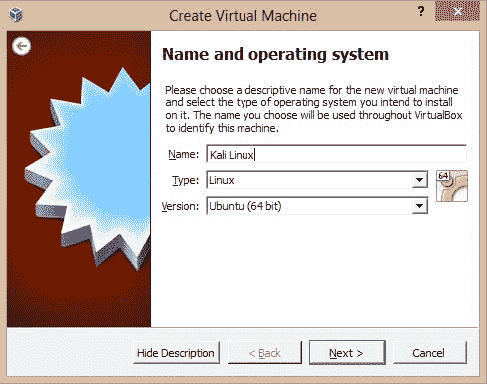 Create Virtual Machine
?
Name and operating system
Please choose a descriptive name for the new virtual machine
and select the type of operating system you intend to install
on it. The name you choose will be used throughout VirtualBox
to identify this machine.
Name: Kali Linux
Type: Linux
64
Version: Ubuntu (64 bit)
Hide Description
< Back
Next >
Cancel